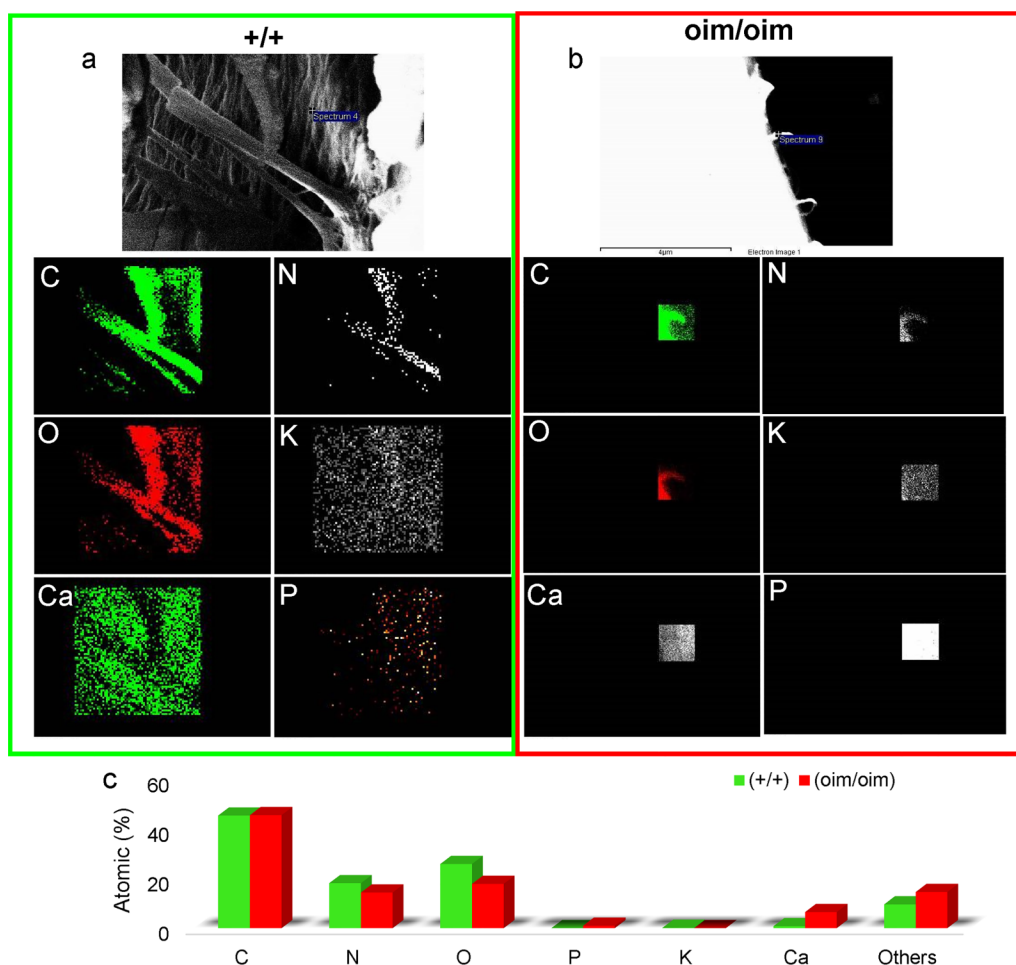 +/+
oim/oim
a
b
Spectrum 4
Spectrum 9
4µm
Electron Image 1
C
N
C
N
O
K
O
K
Ca
P
Ca
P
c
(+/+)
(oim/oim)
Atomic (%)
60
40
20
0
C
N
O
P
K
Ca
Others